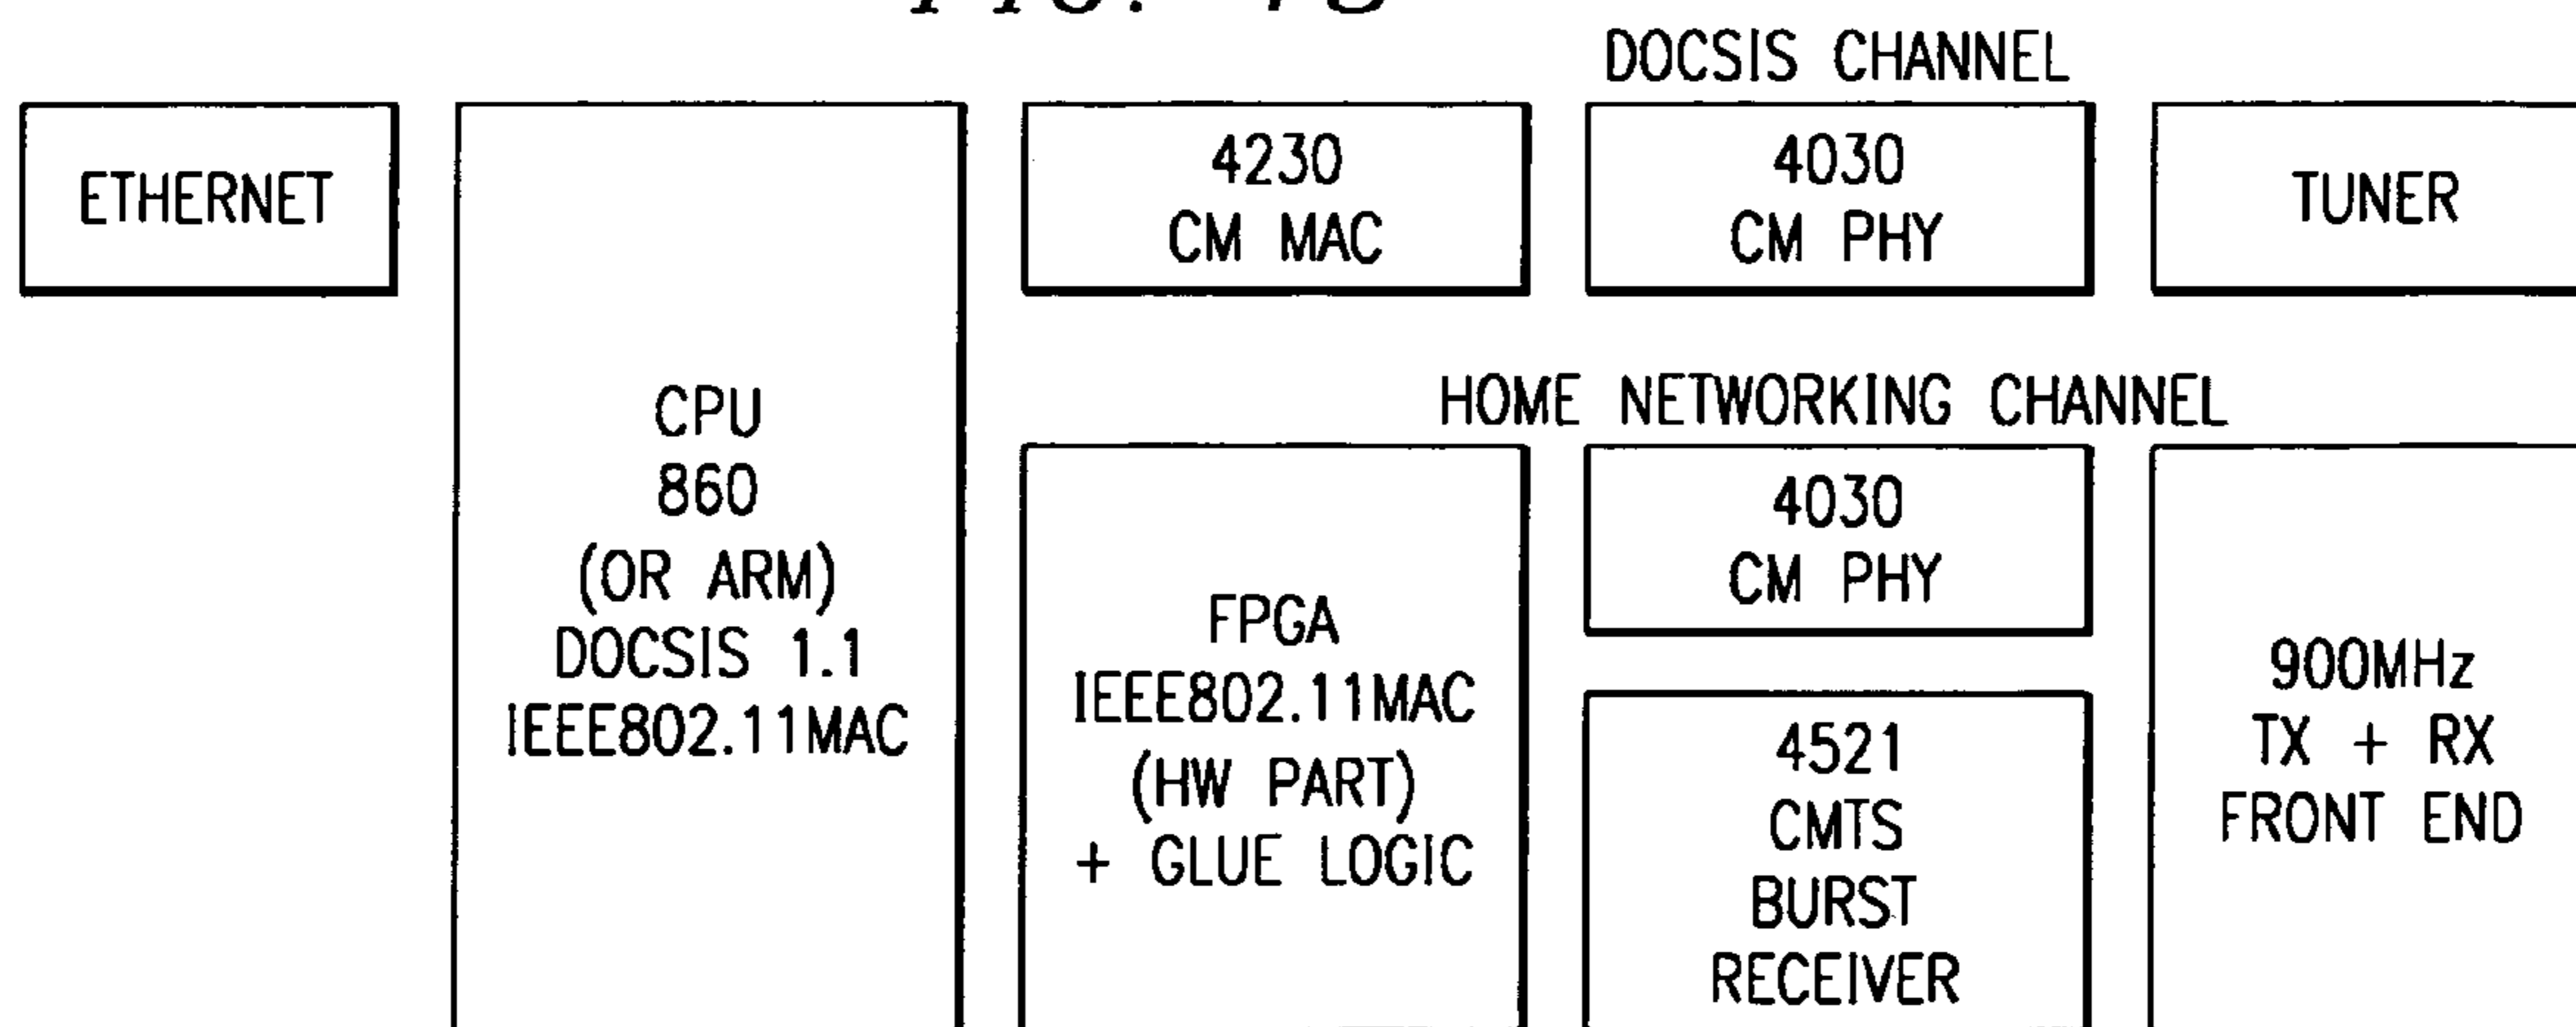 DOCSIS CHANNEL
ETHERNET
CPU
860
(OR ARM)
DOCSIS 1.1
IEEE802.11MAC
4230
CM MAC
4030
CM PHY
TUNER
HOME NETWORKING CHANNEL
FPGA
IEEE802.11MAC
(HW PART)
+ GLUE LOGIC
4030
CM PHY
4521
CMTS
BURST
RECEIVER
900MHz
TX + RX
FRONT END